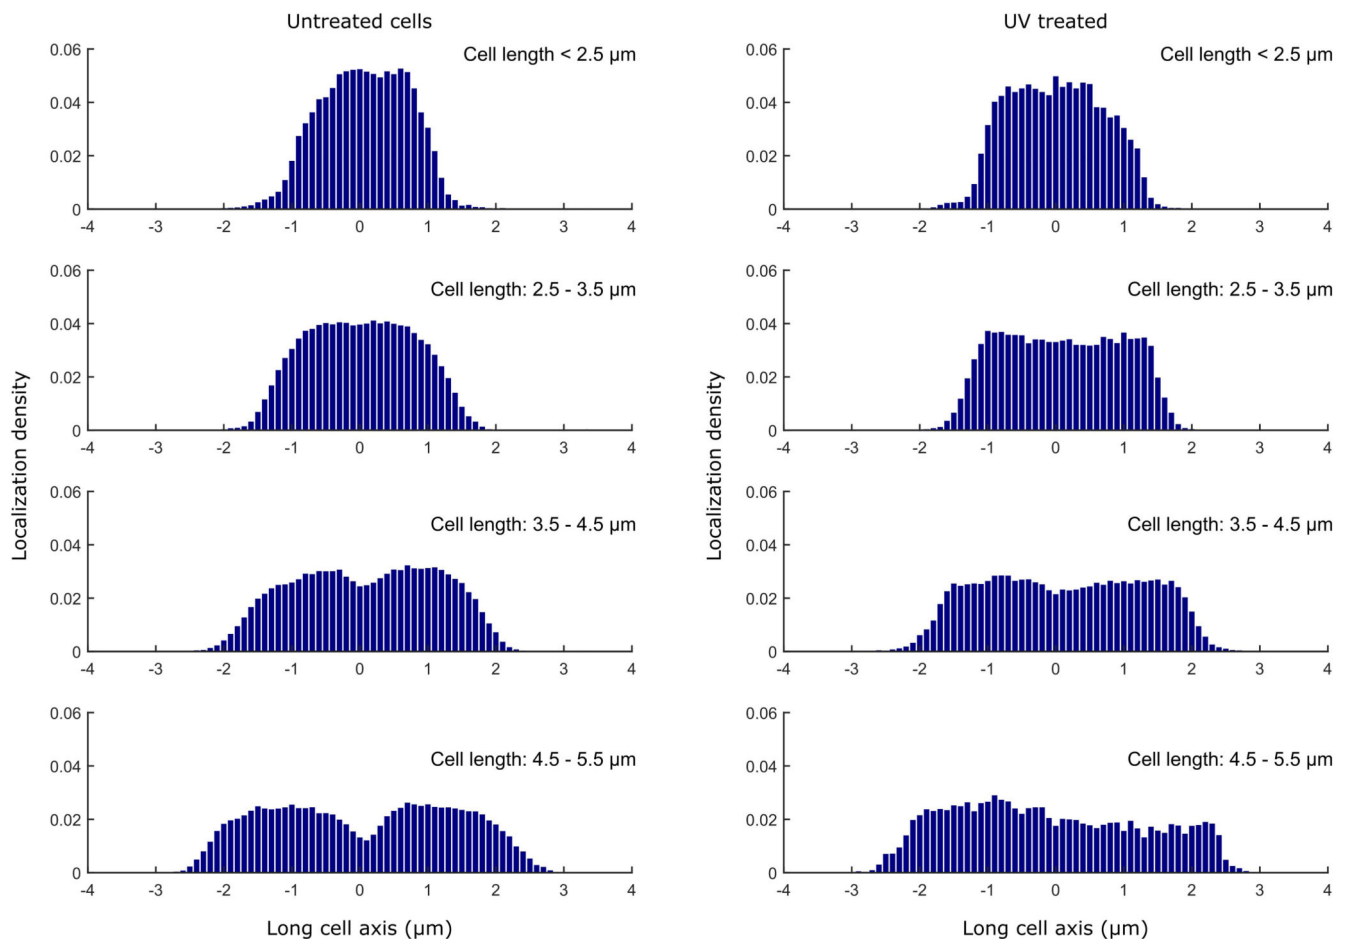 Untreated cells
Cell length < 2.5 µm
0.06
0.04
0.02
0
-4 -3 -2 -1 0 1 2 3 4
Cell length: 2.5 - 3.5 µm
0.06
0.04
0.02
0
-4 -3 -2 -1 0 1 2 3 4
Cell length: 3.5 - 4.5 µm
0.06
0.04
0.02
0
-4 -3 -2 -1 0 1 2 3 4
Cell length: 4.5 - 5.5 µm
0.06
0.04
0.02
0
-4 -3 -2 -1 0 1 2 3 4
Localization density
Long cell axis (µm)
UV treated
Cell length < 2.5 µm
0.06
0.04
0.02
0
-4 -3 -2 -1 0 1 2 3 4
Cell length: 2.5 - 3.5 µm
0.06
0.04
0.02
0
-4 -3 -2 -1 0 1 2 3 4
Cell length: 3.5 - 4.5 µm
0.06
0.04
0.02
0
-4 -3 -2 -1 0 1 2 3 4
Cell length: 4.5 - 5.5 µm
0.06
0.04
0.02
0
-4 -3 -2 -1 0 1 2 3 4
Localization density
Long cell axis (µm)